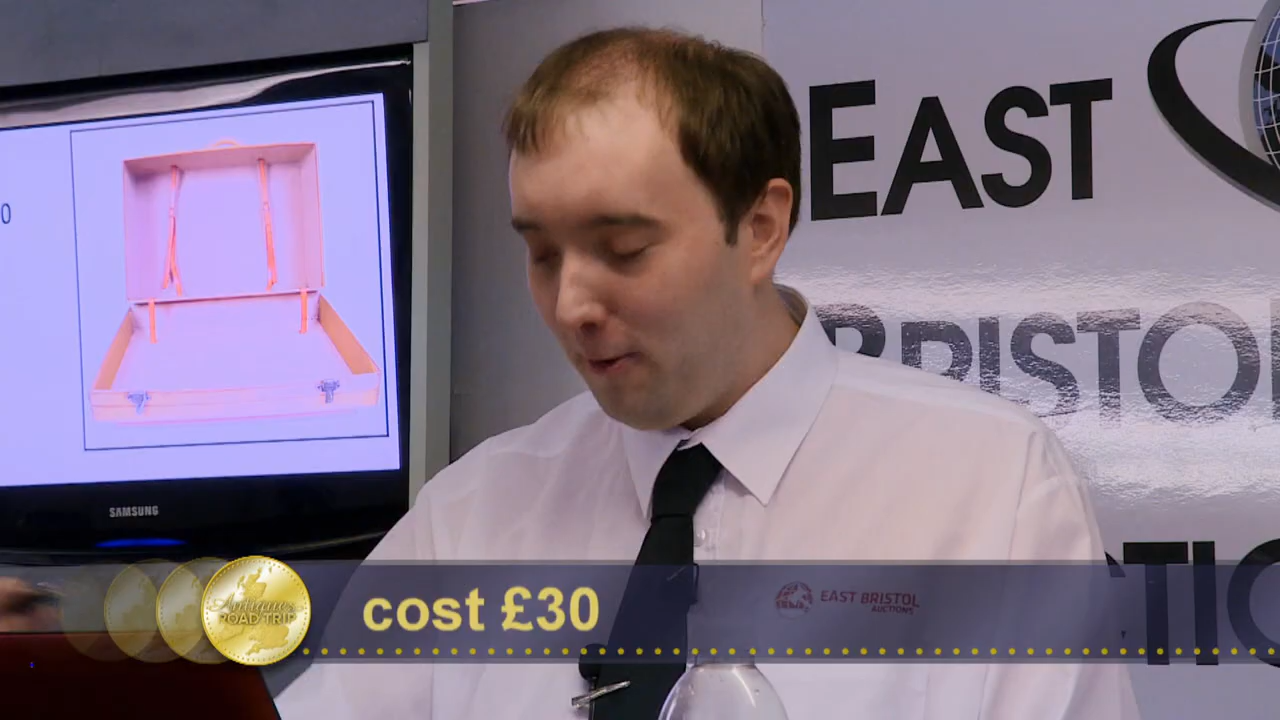 0
EAST
BRISTO
TIO
SAMSUNG
Antiques
ROAD TRIP
cost £30
EAST BRISTOL
AUCTIONS